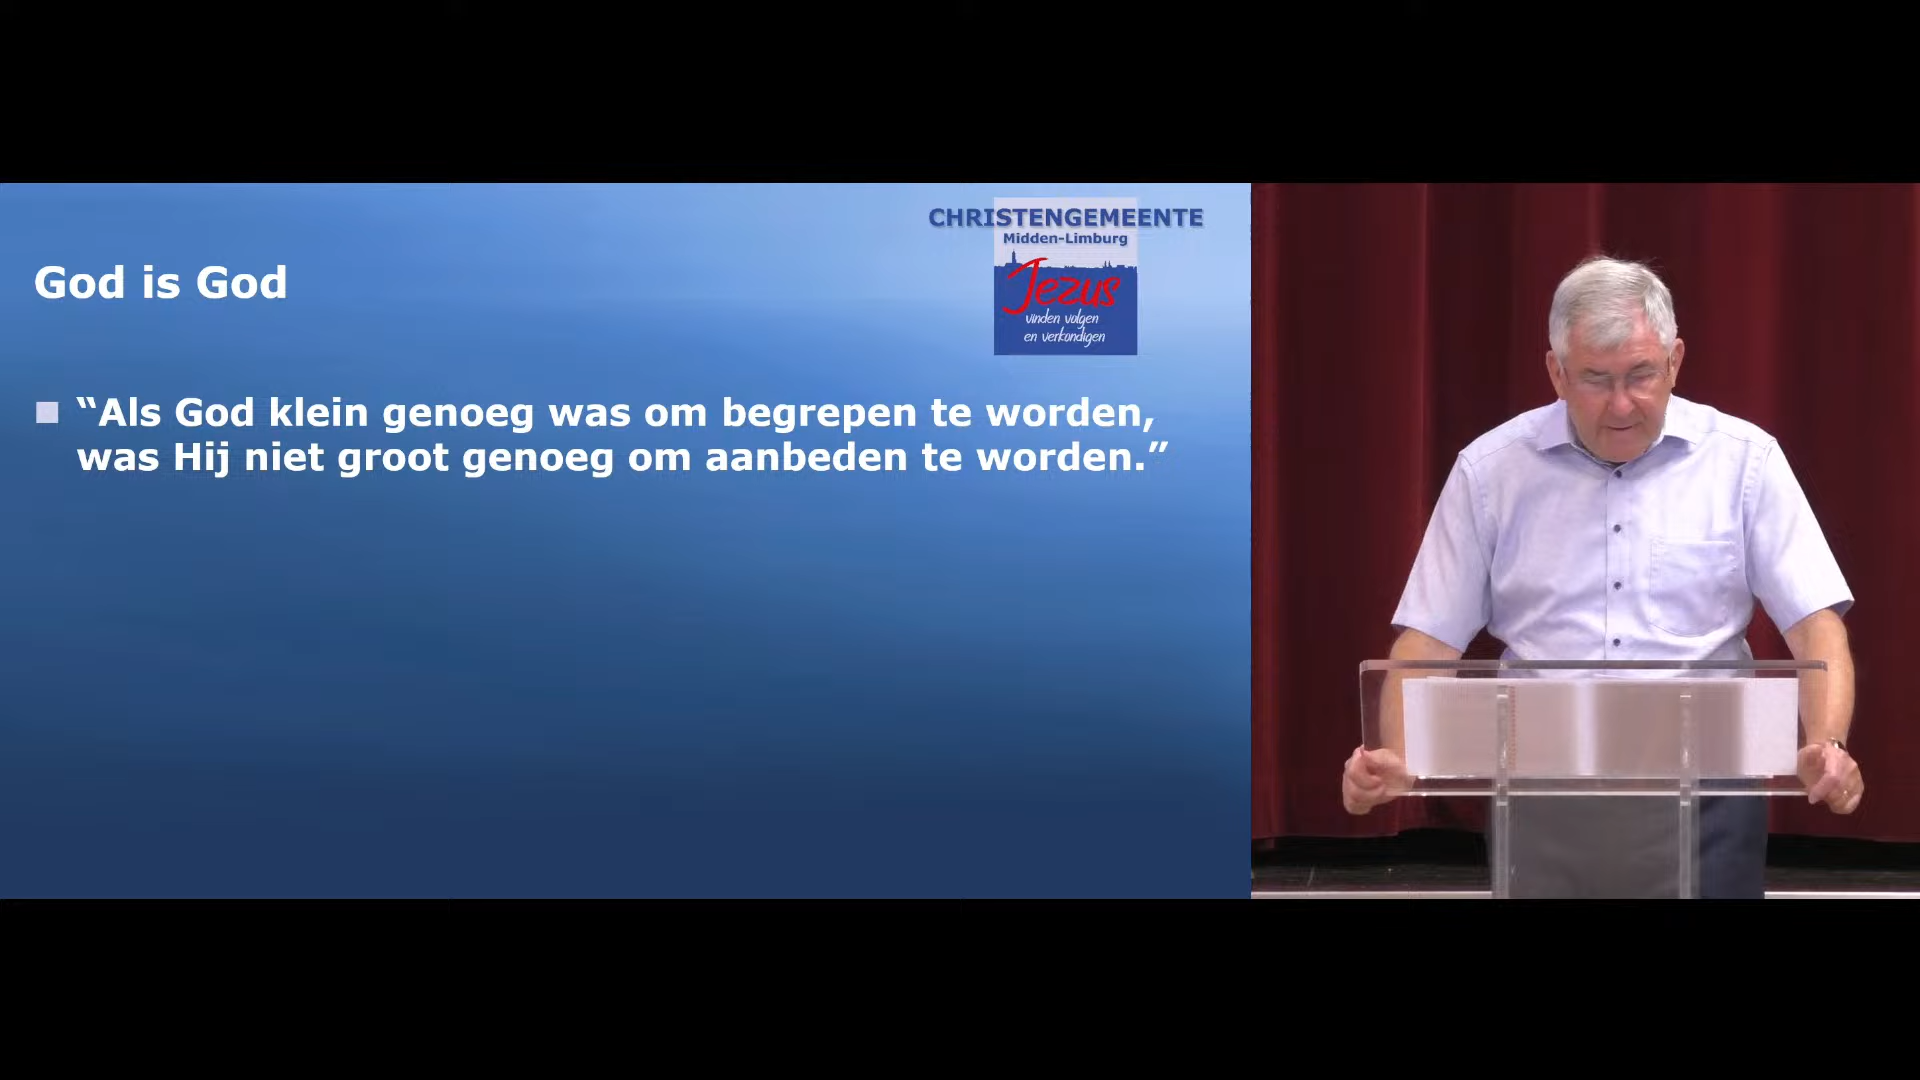 CHRISTENGEMEENTE
Midden-Limburg
Jezus
vinden volgen
en verkondigen
God is God
“Als God klein genoeg was om begrepen te worden,
was Hij niet groot genoeg om aanbeden te worden.”